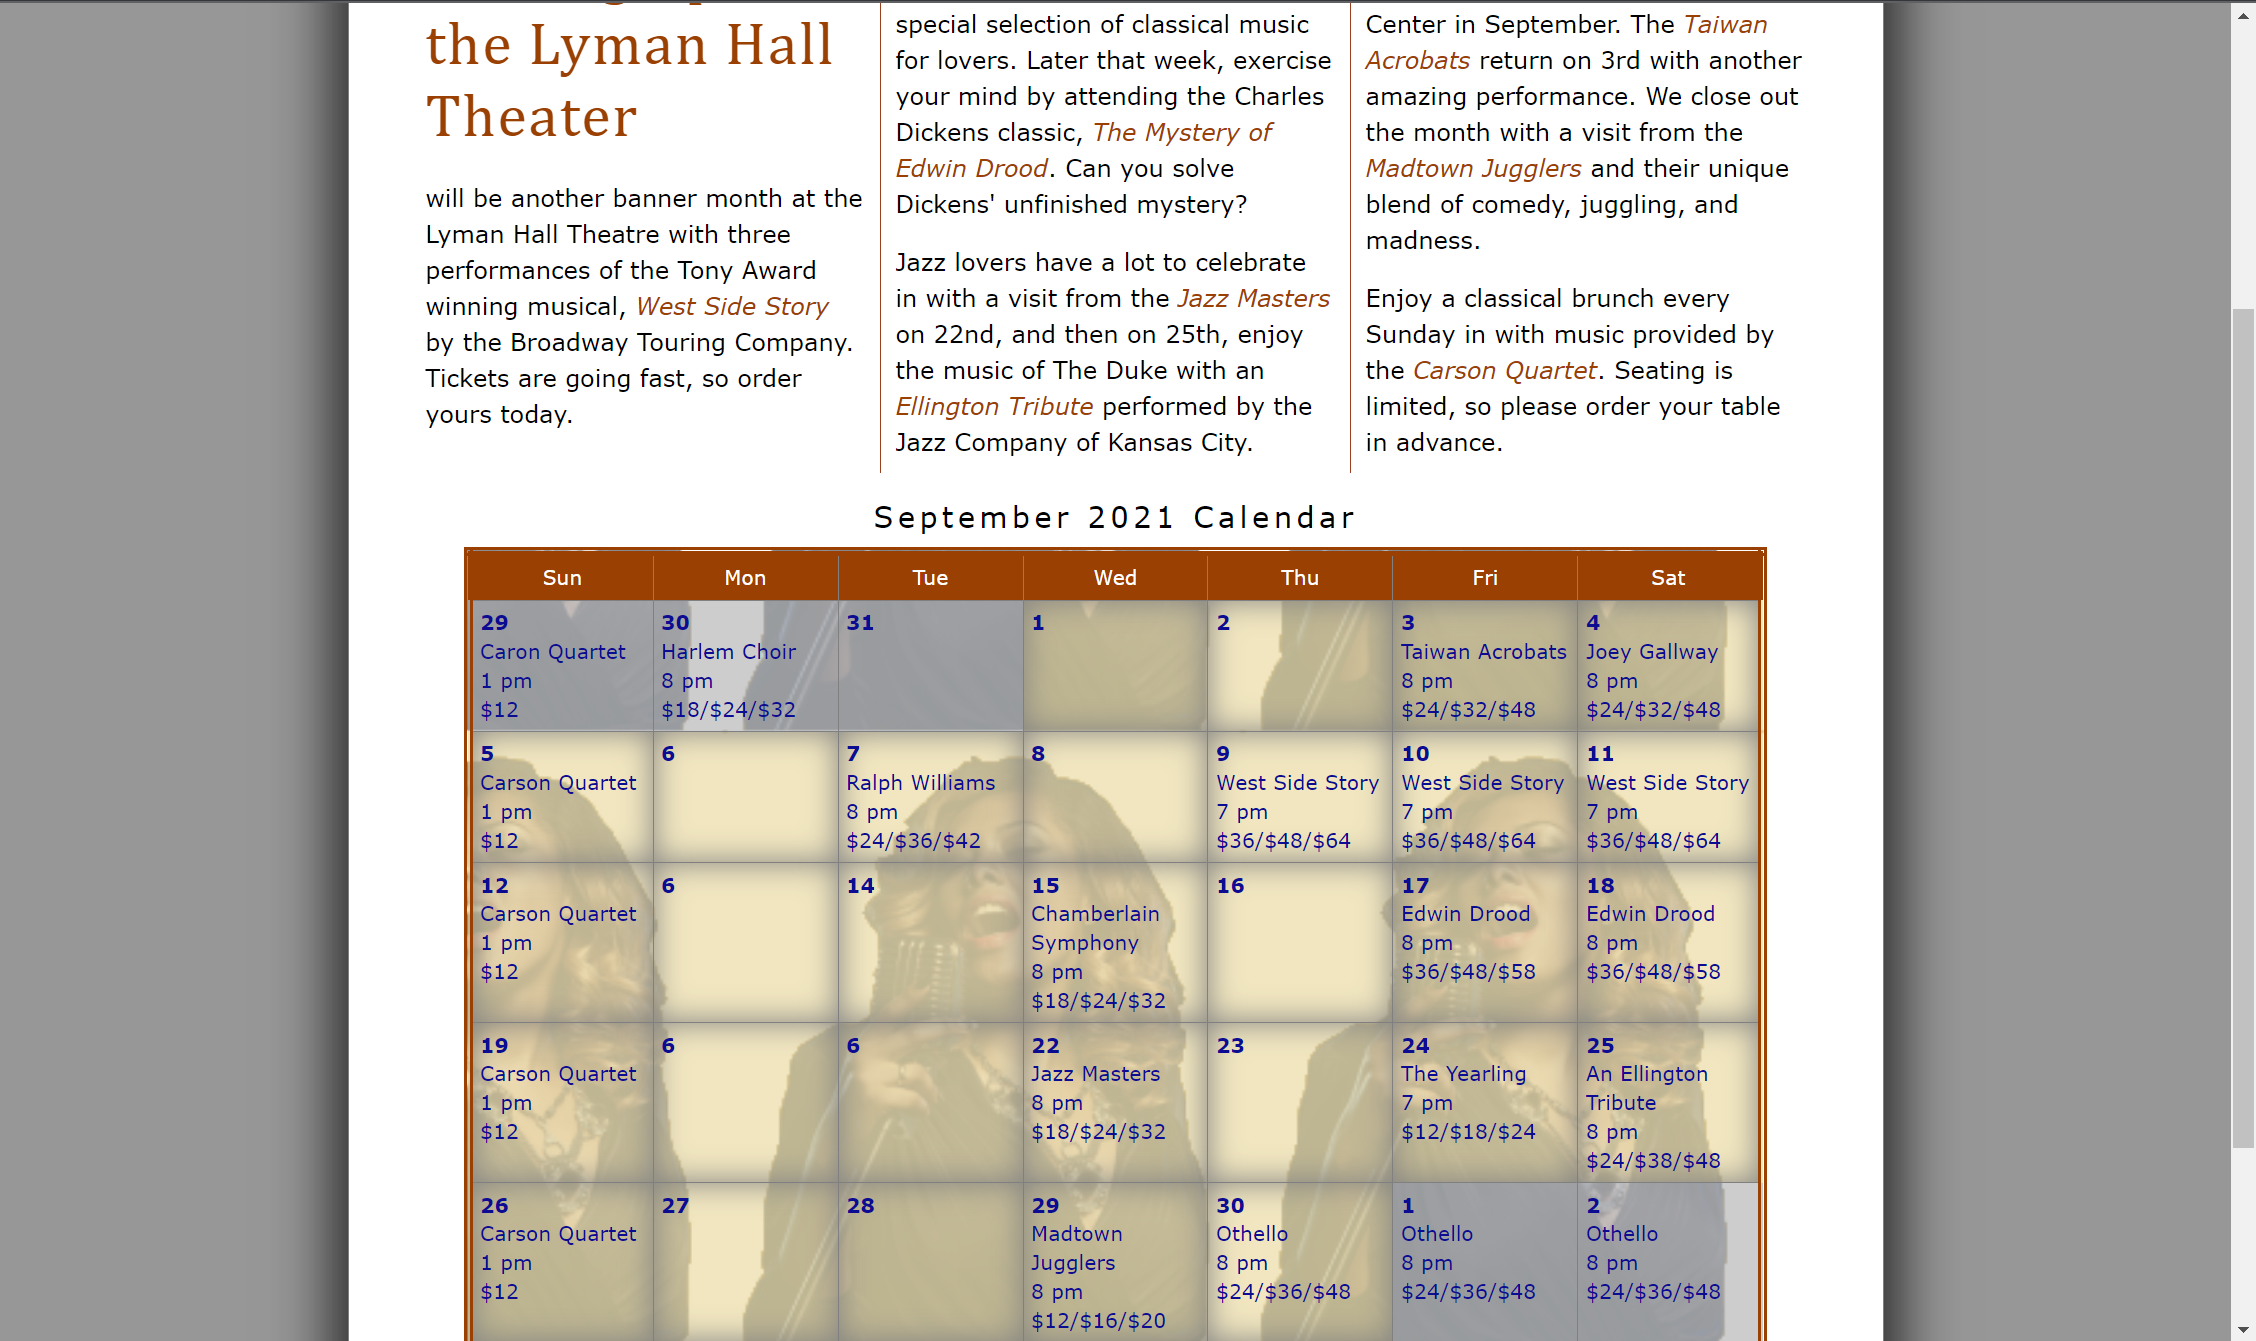 the Lyman Hall
Theater
will be another banner month at the
Lyman Hall Theatre with three
performances of the Tony Award
winning musical, West Side Story
by the Broadway Touring Company.
Tickets are going fast, so order
yours today.
special selection of classical music
for lovers. Later that week, exercise
your mind by attending the Charles
Dickens classic, The Mystery of
Edwin Drood. Can you solve
Dickens' unfinished mystery?
Jazz lovers have a lot to celebrate
in with a visit from the Jazz Masters
on 22nd, and then on 25th, enjoy
the music of The Duke with an
Ellington Tribute performed by the
Jazz Company of Kansas City.
Center in September. The Taiwan
Acrobats return on 3rd with another
amazing performance. We close out
the month with a visit from the
Madtown Jugglers and their unique
blend of comedy, juggling, and
madness.
Enjoy a classical brunch every
Sunday in with music provided by
the Carson Quartet. Seating is
limited, so please order your table
in advance.
September 2021 Calendar
Sun Mon Tue Wed Thu Fri Sat
29
Caron Quartet
1 pm
$12
30
Harlem Choir
8 pm
$18/$24/$32
31
1
2
3
Taiwan Acrobats
8 pm
$24/$32/$48
4
Joey Gallway
8 pm
$24/$32/$48
5
Carson Quartet
1 pm
$12
6
7
Ralph Williams
8 pm
$24/$36/$42
8
9
West Side Story
7 pm
$36/$48/$64
10
West Side Story
7 pm
$36/$48/$64
11
West Side Story
7 pm
$36/$48/$64
12
Carson Quartet
1 pm
$12
6
14
15
Chamberlain
Symphony
8 pm
$18/$24/$32
16
17
Edwin Drood
8 pm
$36/$48/$58
18
Edwin Drood
8 pm
$36/$48/$58
19
Carson Quartet
1 pm
$12
6
6
22
Jazz Masters
8 pm
$18/$24/$32
23
24
The Yearling
7 pm
$12/$18/$24
25
An Ellington
Tribute
8 pm
$24/$38/$48
26
Carson Quartet
1 pm
$12
27
28
29
Madtown
Jugglers
8 pm
$12/$16/$20
30
Othello
8 pm
$24/$36/$48
1
Othello
8 pm
$24/$36/$48
2
Othello
8 pm
$24/$36/$48